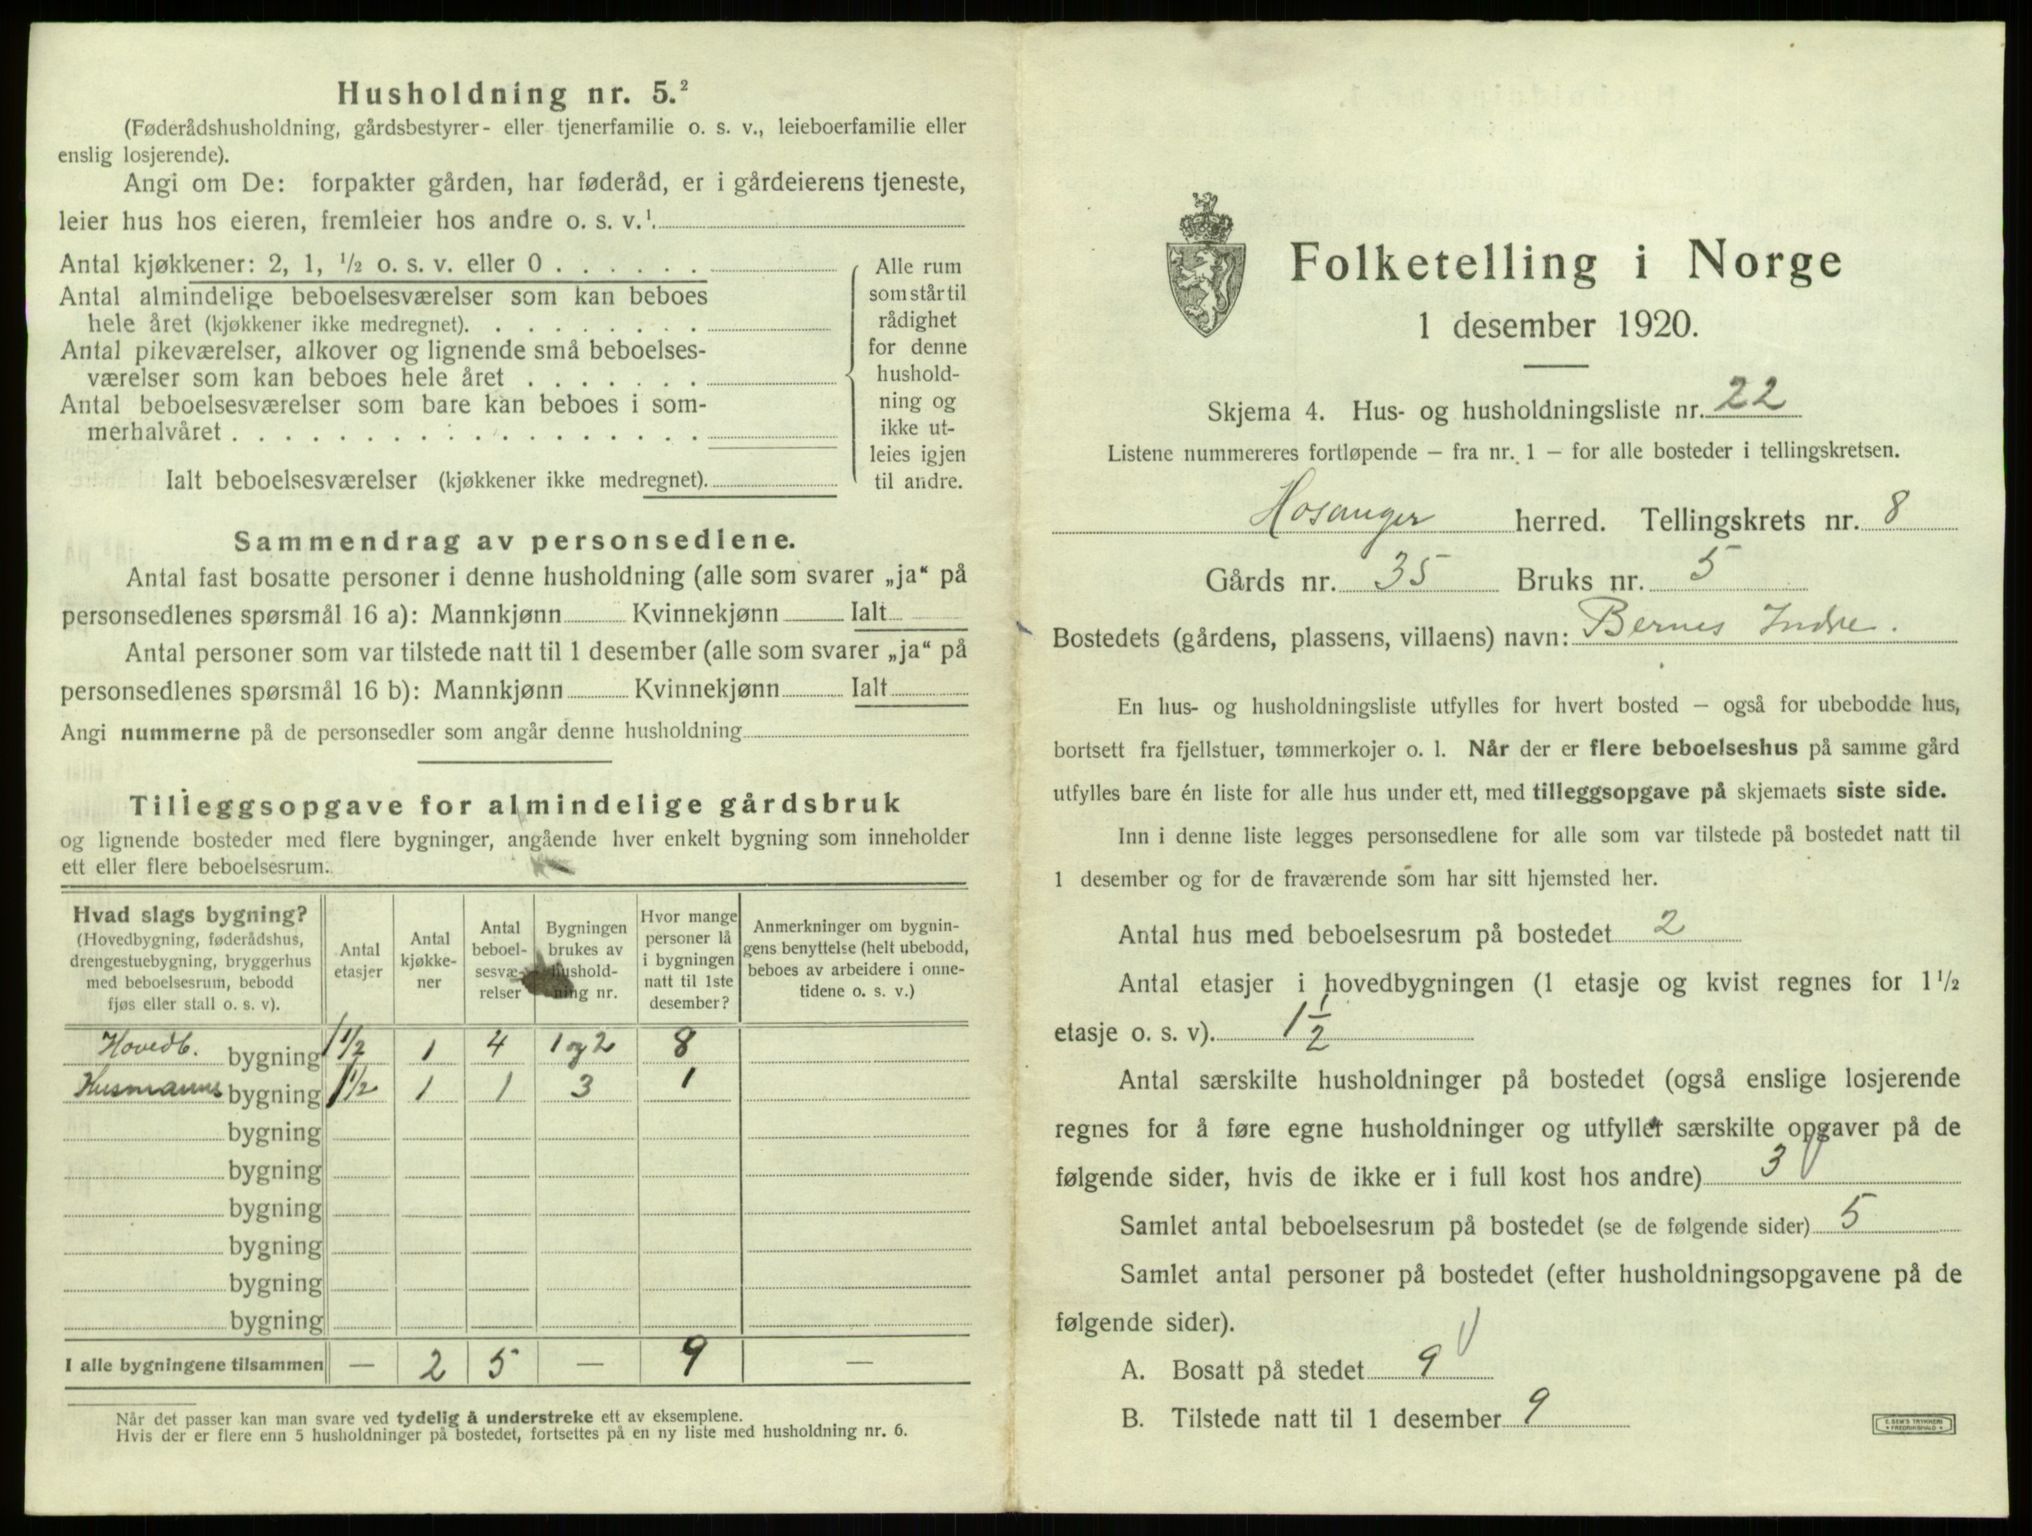 Husholdning nr. 5.²
(Føderådshusholdning, gårdsbestyrer- eller tjenerfamilie o. s. v., leieboerfamilie eller
enslig losjerende).
Angi om De: forpakter gården, har føderåd, er i gårdeierens tjeneste,
leier hus hos eieren, fremleier hos andre o. s. v.¹
Antal kjøkkener: 2, 1, ½ o. s. v. eller 0 . . . . . .
Antal almindelige beboelsesværelser som kan beboes
hele året (kjøkkener ikke medregnet). . . . . . . . .
Antal pikeværelser, alkover og lignende små beboelses-
værelser som kan beboes hele året . . . . . . .
Antal beboelsesværelser som bare kan beboes i som-
merhalvåret . . . . . . . . . . . . . . . . . .
Ialt beboelsesværelser (kjøkkener ikke medregnet).
Alle rum
som står til
rådighet
for denne
hushold-
ning og
ikke ut-
leies igjen
til andre.
Sammendrag av personsedlene.
Antal fast bosatte personer i denne husholdning (alle som svarer „ja“ på
personsedlenes spørsmål 16 a): Mannkjønn Kvinnekjønn Ialt
Antal personer som var tilstede natt til 1 desember (alle som svarer „ja“ på
personsedlenes spørsmål 16 b): Mannkjønn Kvinnekjønn Ialt
Angi nummerne på de personsedler som angår denne husholdning
Tilleggsopgave for almindelige gårdsbruk
og lignende bosteder med flere bygninger, angående hver enkelt bygning som inneholder
ett eller flere beboelsesrum.
Hvad slags bygning?
(Hovedbygning, føderådshus,
drengestuebygning, bryggerhus
med beboelsesrum, bebodd
fjøs eller stall o. s. v).
Antal
etasjer
Antal
kjøkke-
ner
Antal
beboel-
sesvæ-
relser
Bygningen
brukes av
hushold-
ning nr.
Hvor mange
personer lå
i bygningen
natt til 1ste
desember?
Anmerkninger om bygnin-
gens benyttelse (helt ubebodd,
beboes av arbeidere i onne-
tidene o. s. v.)
Hovedb. bygning 1½ 1 4 1 og 2 8
Husmanns bygning 1½ 1 1 3 1
bygning
bygning
bygning
bygning
bygning
bygning
I alle bygningene tilsammen — 2 5 — 9 —
Når det passer kan man svare ved tydelig å understreke ett av eksemplene.
Hvis der er flere enn 5 husholdninger på bostedet, fortsettes på en ny liste med husholdning nr. 6.
Folketelling i Norge
1 desember 1920.
Skjema 4. Hus- og husholdningsliste nr. 22
Listene nummereres fortløpende – fra nr. 1 – for alle bosteder i tellingskretsen.
Hosanger herred. Tellingskrets nr. 8
Gårds nr. 35 Bruks nr. 5
Bostedets (gårdens, plassens, villaens) navn: Bernes Indre.
En hus- og husholdningsliste utfylles for hvert bosted – også for ubebodde hus,
bortsett fra fjellstuer, tømmerkojer o. l. Når der er flere beboelseshus på samme gård
utfylles bare én liste for alle hus under ett, med tilleggsopgave på skjemaets siste side.
Inn i denne liste legges personsedlene for alle som var tilstede på bostedet natt til
1 desember og for de fraværende som har sitt hjemsted her.
Antal hus med beboelsesrum på bostedet 2
Antal etasjer i hovedbygningen (1 etasje og kvist regnes for 1½
etasje o. s. v). 1½
Antal særskilte husholdninger på bostedet (også enslige losjerende
regnes for å føre egne husholdninger og utfyller særskilte opgaver på de
følgende sider, hvis de ikke er i full kost hos andre) 3
Samlet antal beboelsesrum på bostedet (se de følgende sider) 5
Samlet antal personer på bostedet (efter husholdningsopgavene på de
følgende sider).
A. Bosatt på stedet 9
B. Tilstede natt til 1 desember 9